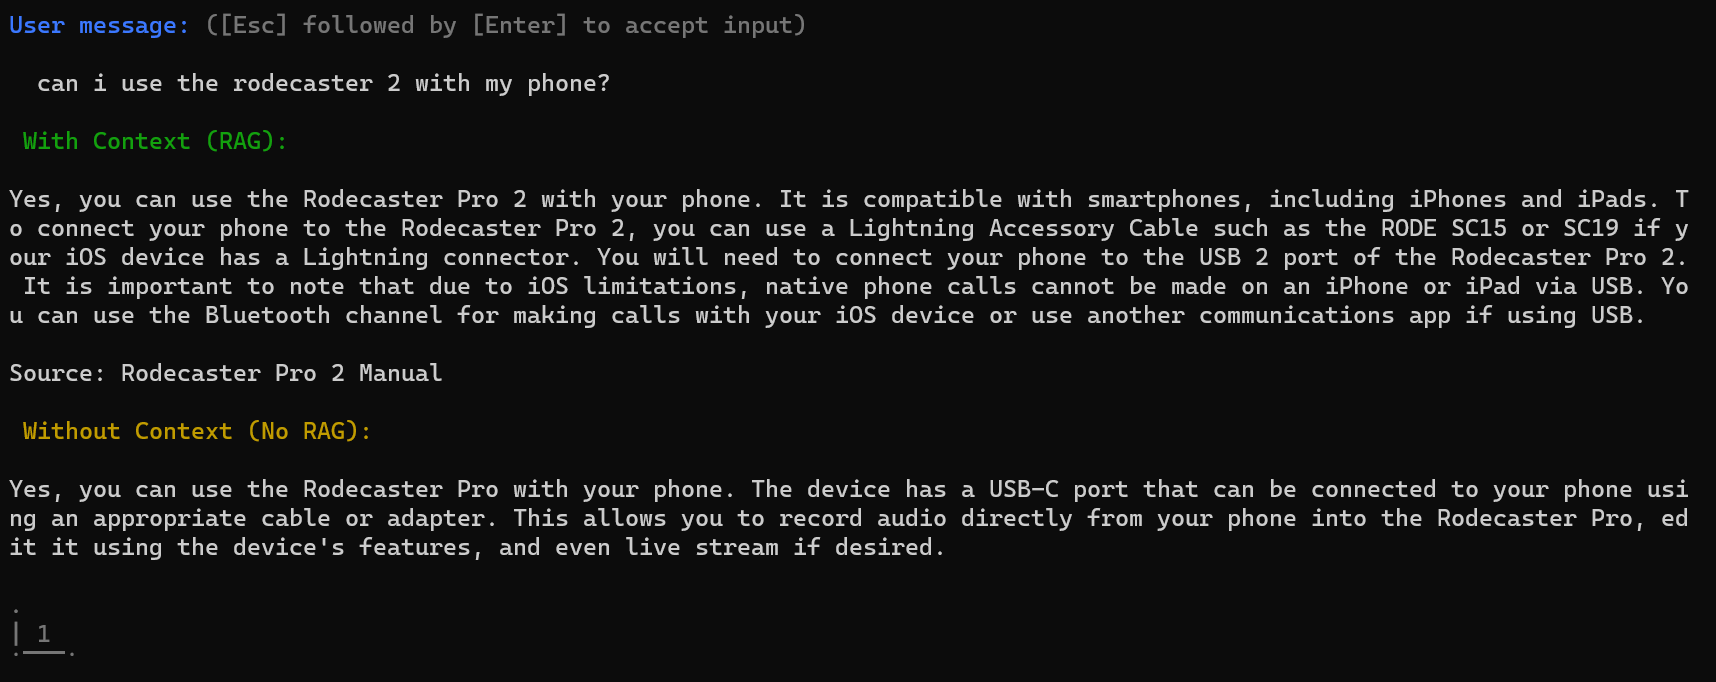 User message: ([Esc] followed by [Enter] to accept input)
can i use the rodecaster 2 with my phone?
With Context (RAG):
Yes, you can use the Rodecaster Pro 2 with your phone. It is compatible with smartphones, including iPhones and iPads. T
o connect your phone to the Rodecaster Pro 2, you can use a Lightning Accessory Cable such as the RODE SC15 or SC19 if y
our iOS device has a Lightning connector. You will need to connect your phone to the USB 2 port of the Rodecaster Pro 2.
It is important to note that due to iOS limitations, native phone calls cannot be made on an iPhone or iPad via USB. Yo
u can use the Bluetooth channel for making calls with your iOS device or use another communications app if using USB.
Source: Rodecaster Pro 2 Manual
Without Context (No RAG):
Yes, you can use the Rodecaster Pro with your phone. The device has a USB-C port that can be connected to your phone usi
ng an appropriate cable or adapter. This allows you to record audio directly from your phone into the Rodecaster Pro, ed
it it using the device's features, and even live stream if desired.
1